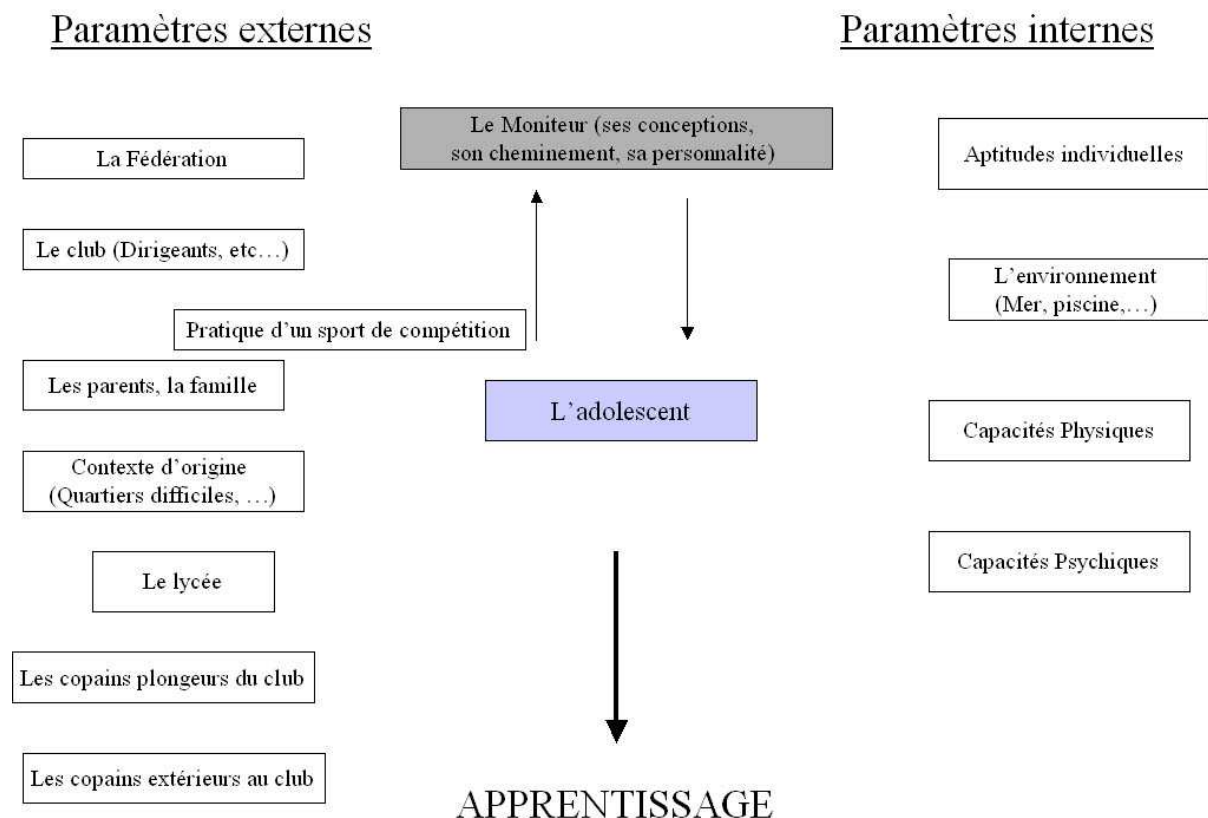 Paramètres externes
Paramètres internes
Le Moniteur (ses conceptions,
son cheminement, sa personnalité)
La Fédération
Aptitudes individuelles
Le club (Dirigeants, etc…)
L’environnement
(Mer, piscine,…)
Pratique d’un sport de compétition
Les parents, la famille
L’adolescent
Capacités Physiques
Contexte d’origine
(Quartiers difficiles, …)
Capacités Psychiques
Le lycée
Les copains plongeurs du club
Les copains extérieurs au club
APPRENTISSAGE